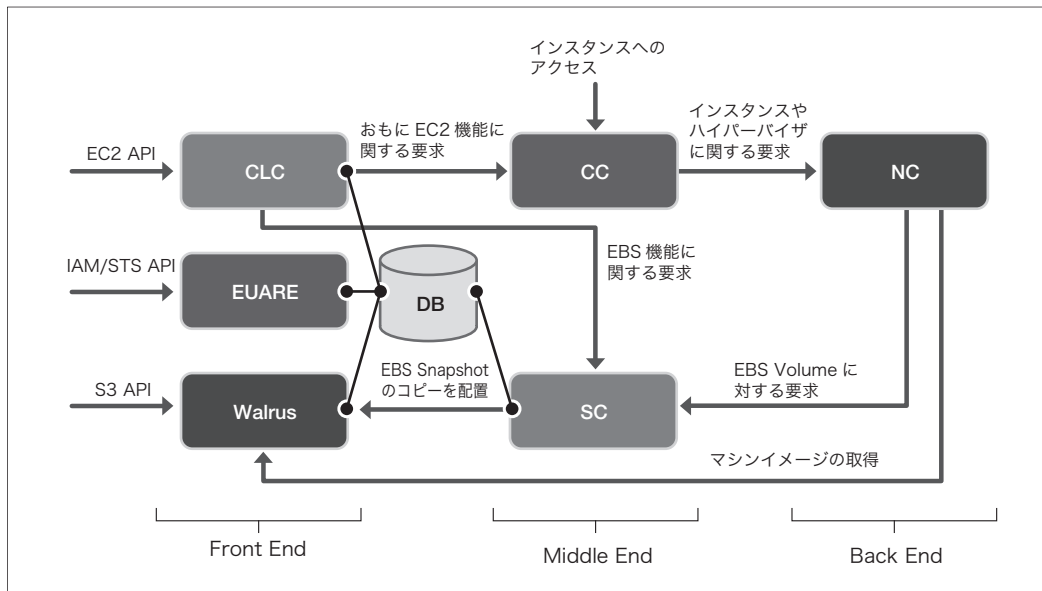 インスタンスへの
アクセス
おもに EC2 機能に
関する要求
インスタンスや
ハイパーバイザ
に関する要求
EC2 API
CLC
CC
NC
IAM/STS API
EUARE
DB
EBS 機能に
関する要求
S3 API
Walrus
EBS Snapshot
のコピーを配置
SC
EBS Volume に
対する要求
マシンイメージの取得
Front End
Middle End
Back End